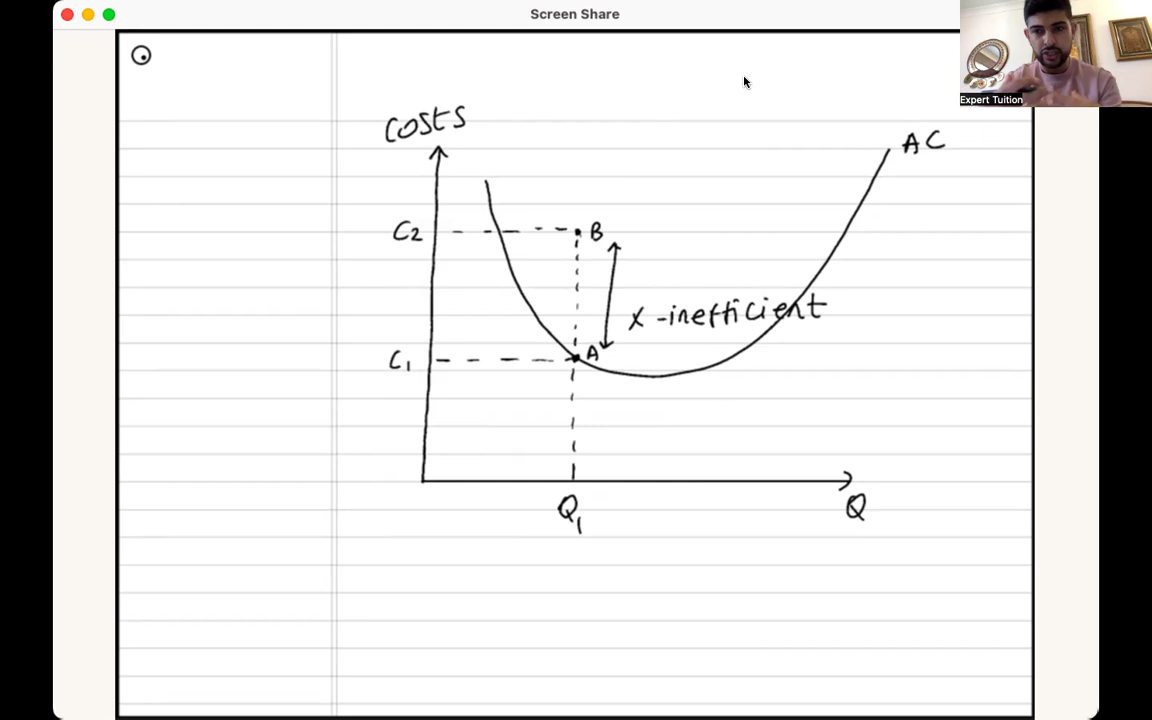 Screen Share
Expert Tuition
Costs
AC
C2
B
X-inefficient
C1
A
Q1
Q